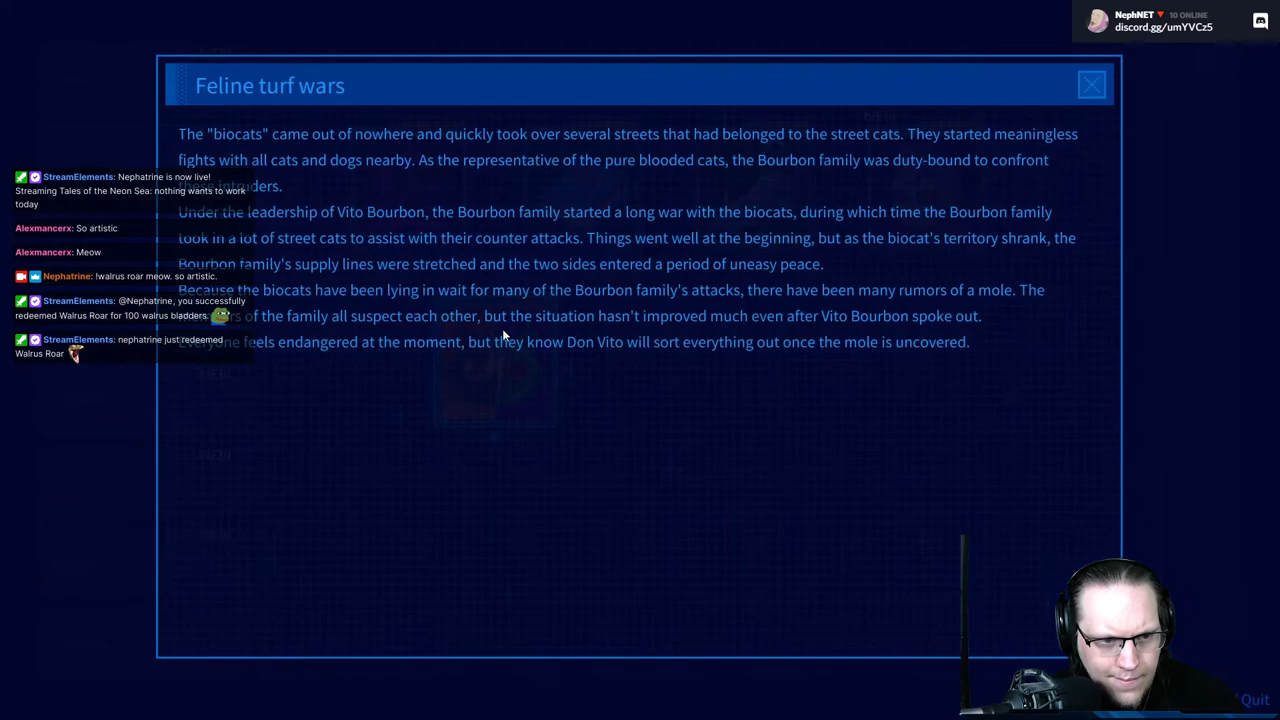 NephNET 10 ONLINE
discord.gg/umYVCz5
Feline turf wars
The "biocats" came out of nowhere and quickly took over several streets that had belonged to the street cats. They started meaningless
fights with all cats and dogs nearby. As the representative of the pure blooded cats, the Bourbon family was duty-bound to confront
these intruders.
Under the leadership of Vito Bourbon, the Bourbon family started a long war with the biocats, during which time the Bourbon family
took in a lot of street cats to assist with their counter attacks. Things went well at the beginning, but as the biocat's territory shrank, the
Bourbon family's supply lines were stretched and the two sides entered a period of uneasy peace.
Because the biocats have been lying in wait for many of the Bourbon family's attacks, there have been many rumors of a mole. The
of the family all suspect each other, but the situation hasn't improved much even after Vito Bourbon spoke out.
Everyone feels endangered at the moment, but they know Don Vito will sort everything out once the mole is uncovered.
StreamElements: Nephatrine is now live!
Streaming Tales of the Neon Sea: nothing wants to work
today
Alexmancerx: So artistic
Alexmancerx: Meow
Nephatrine: !walrus roar meow. so artistic.
StreamElements: @Nephatrine, you successfully
redeemed Walrus Roar for 100 walrus bladders.
StreamElements: nephatrine just redeemed
Walrus Roar
NEW
NEW
NEW
NEW
Quit